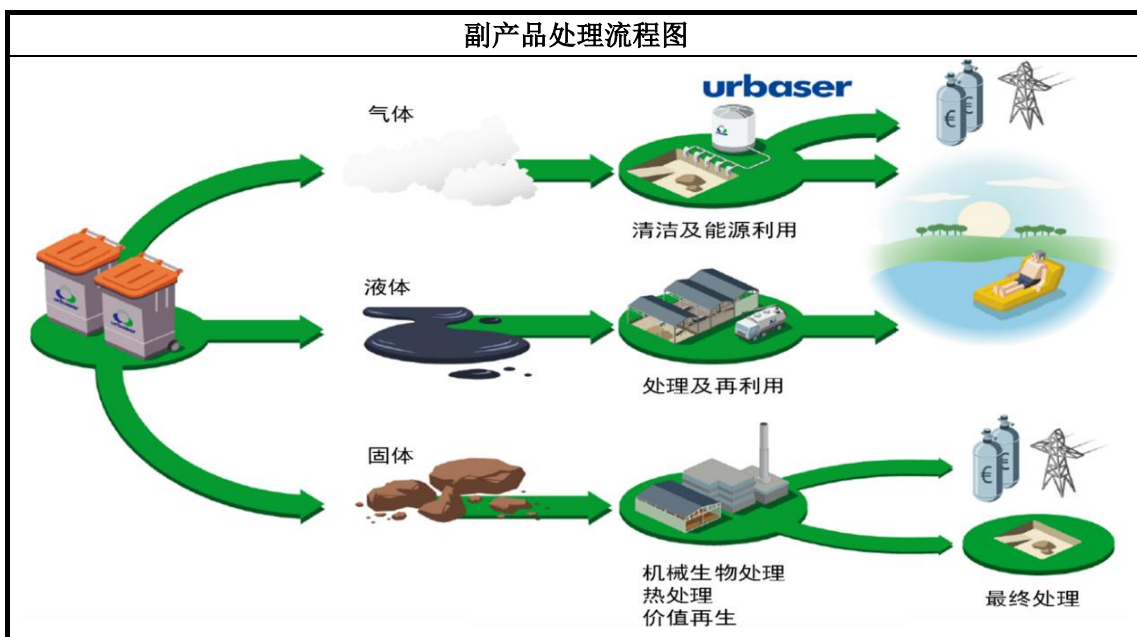 副产品处理流程图
urbaser
气体
清洁及能源利用
€
urbaser
液体
处理及再利用
固体
€
机械生物处理
热处理
价值再生
最终处理